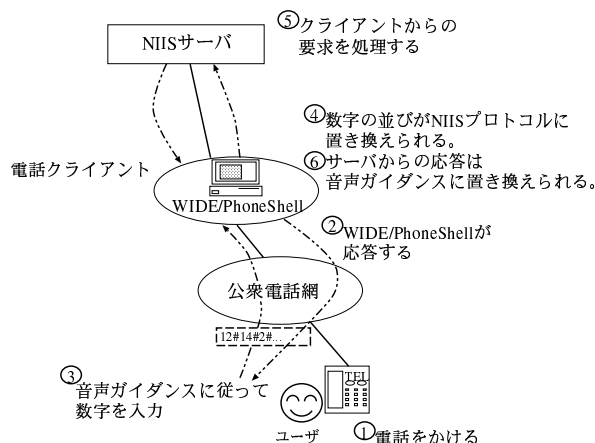 ⑤クライアントからの
要求を処理する
NIISサーバ
④数字の並びがNIISプロトコルに
置き換えられる。
⑥サーバからの応答は
音声ガイダンスに置き換えられる。
電話クライアント
WIDE/PhoneShell
②WIDE/PhoneShellが
応答する
公衆電話網
12#14#2#...
③音声ガイダンスに従って
数字を入力
TEL
ユーザ
①電話をかける